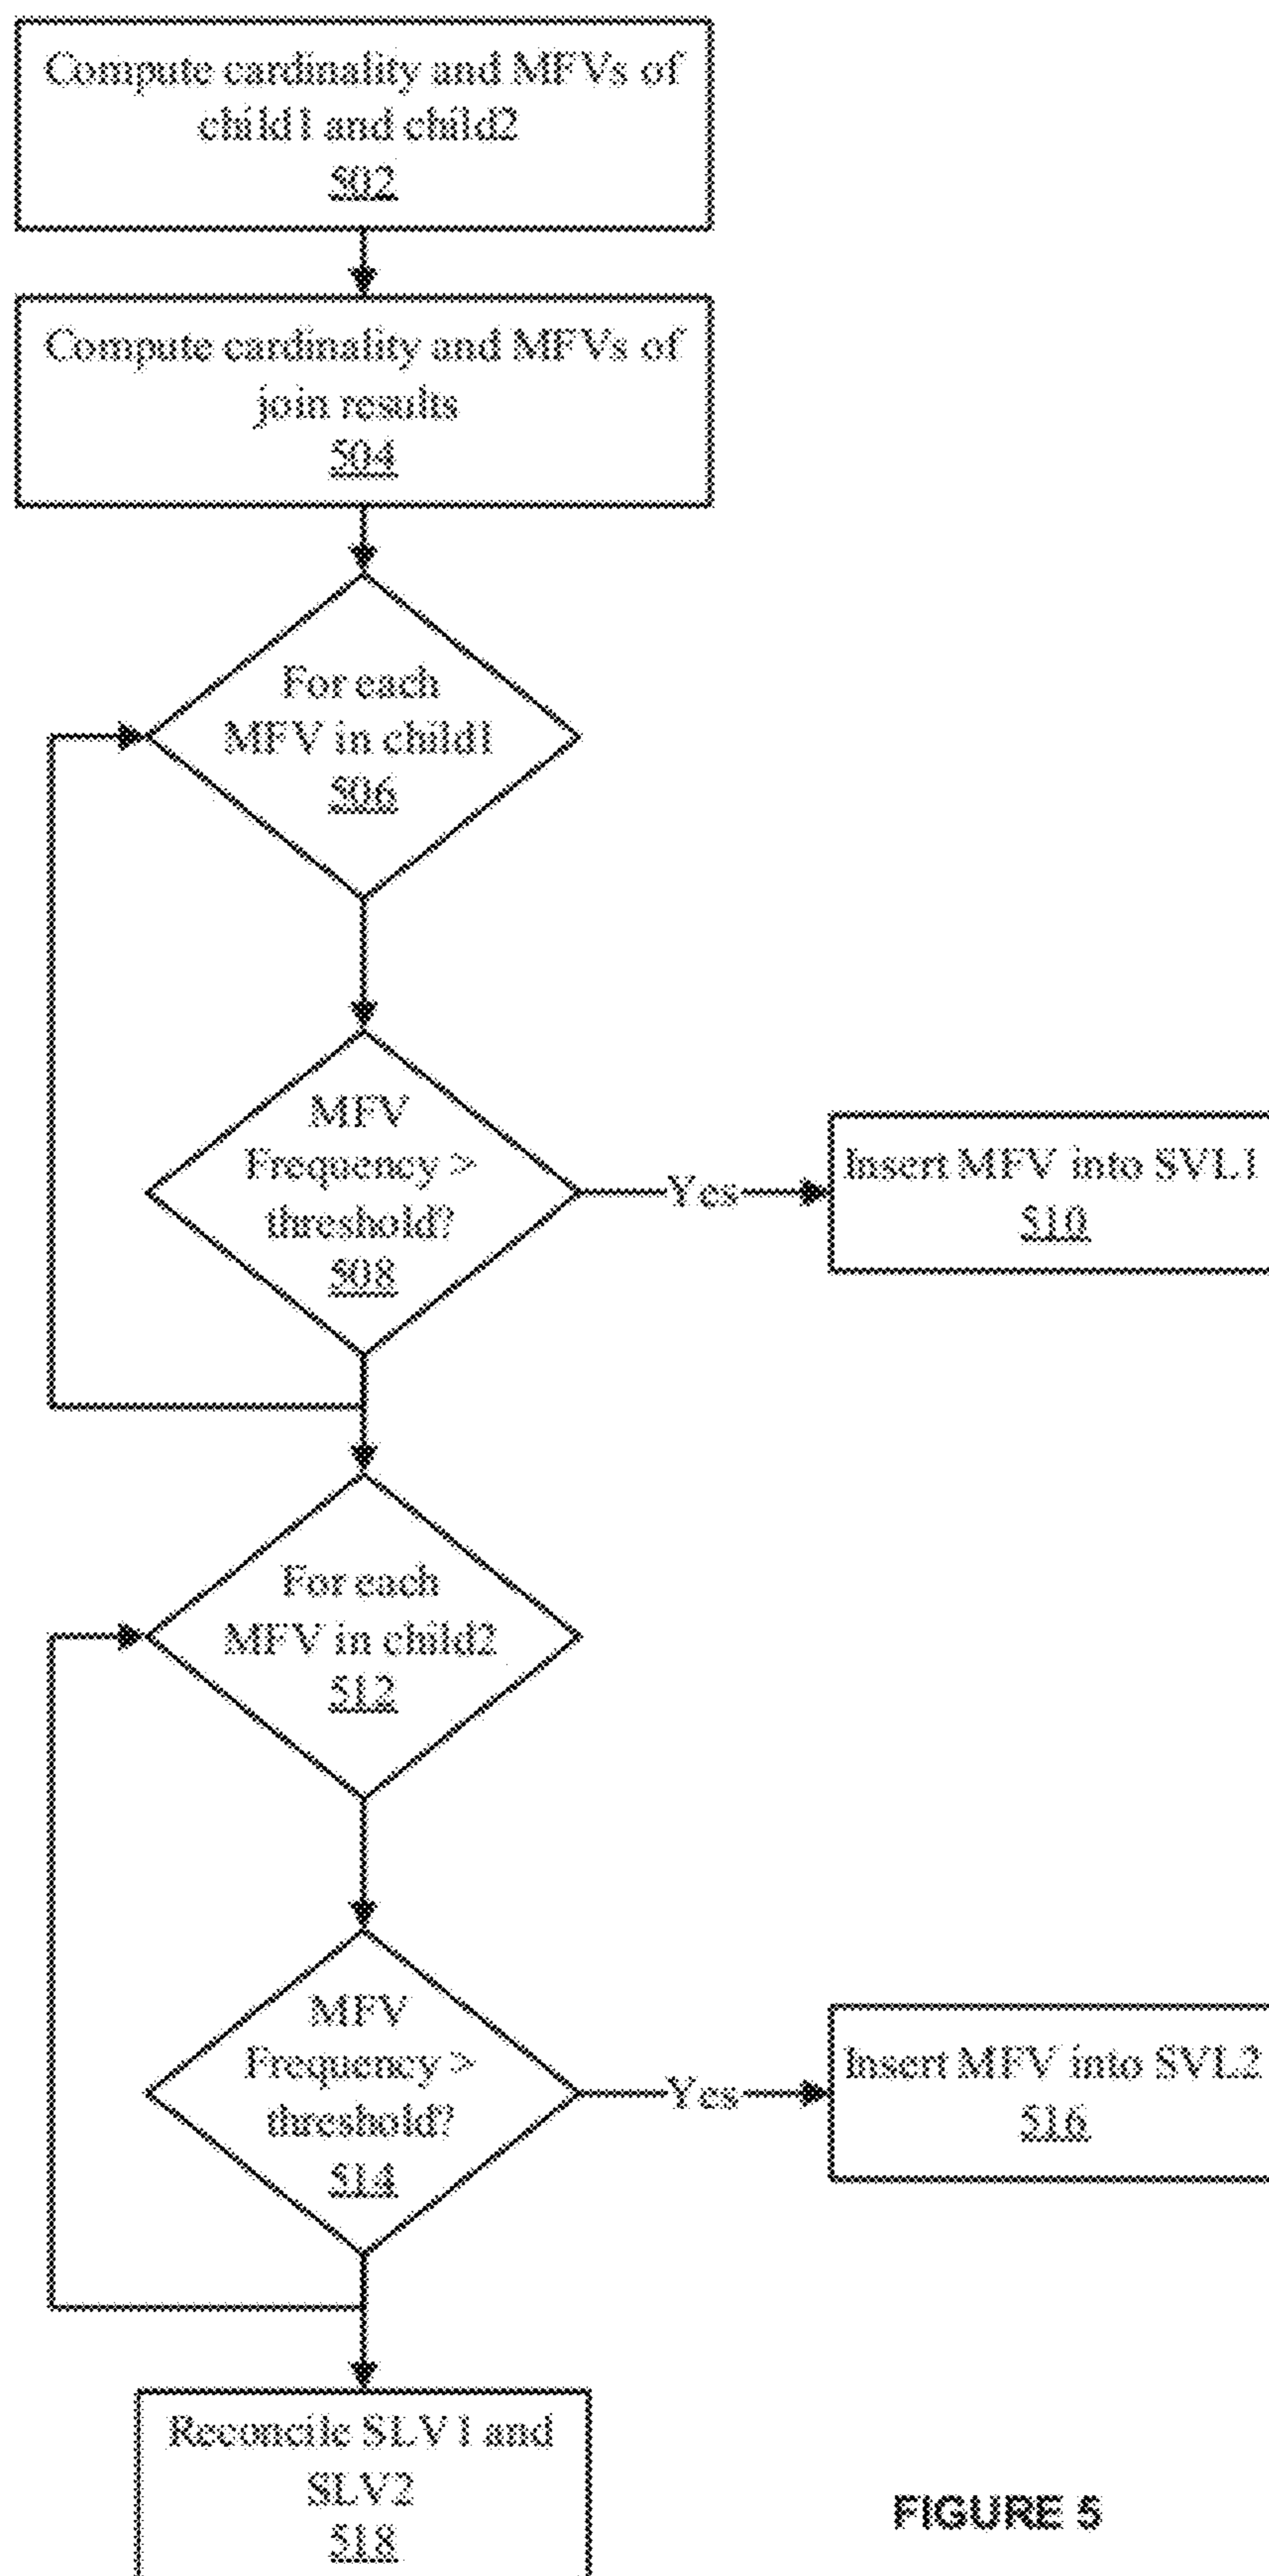 Compute cardinality and MFVs of
child1 and child2
502
Compute cardinality and MFVs of
join results
504
For each
MFV in child1
506
MFV
Frequency >
threshold?
508
Yes
Insert MFV into SVL1
510
For each
MFV in child2
512
MFV
Frequency >
threshold?
514
Yes
Insert MFV into SVL2
516
Reconcile SLV1 and
SLV2
518
FIGURE 5